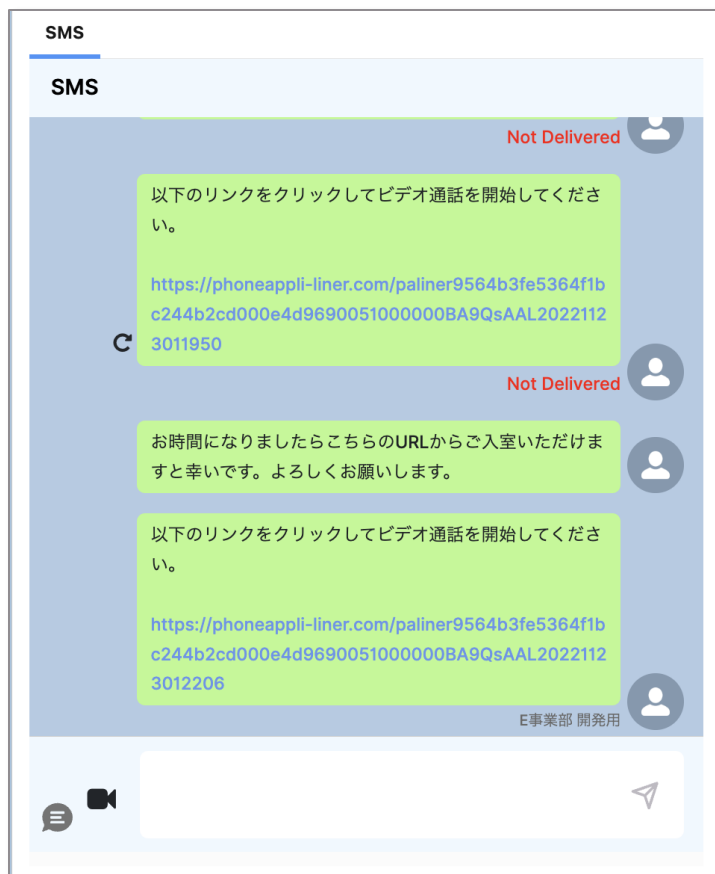 SMS
SMS
Not Delivered
以下のリンクをクリックしてビデオ通話を開始してくださ
い。
https://phoneappli-liner.com/paliner9564b3fe5364f1b
c244b2cd000e4d9690051000000BA9QsAAL2022112
3011950
Not Delivered
お時間になりましたらこちらのURLからご入室いただけま
すと幸いです。よろしくお願いします。
以下のリンクをクリックしてビデオ通話を開始してくださ
い。
https://phoneappli-liner.com/paliner9564b3fe5364f1b
c244b2cd000e4d9690051000000BA9QsAAL2022112
3012206
E事業部 開発用